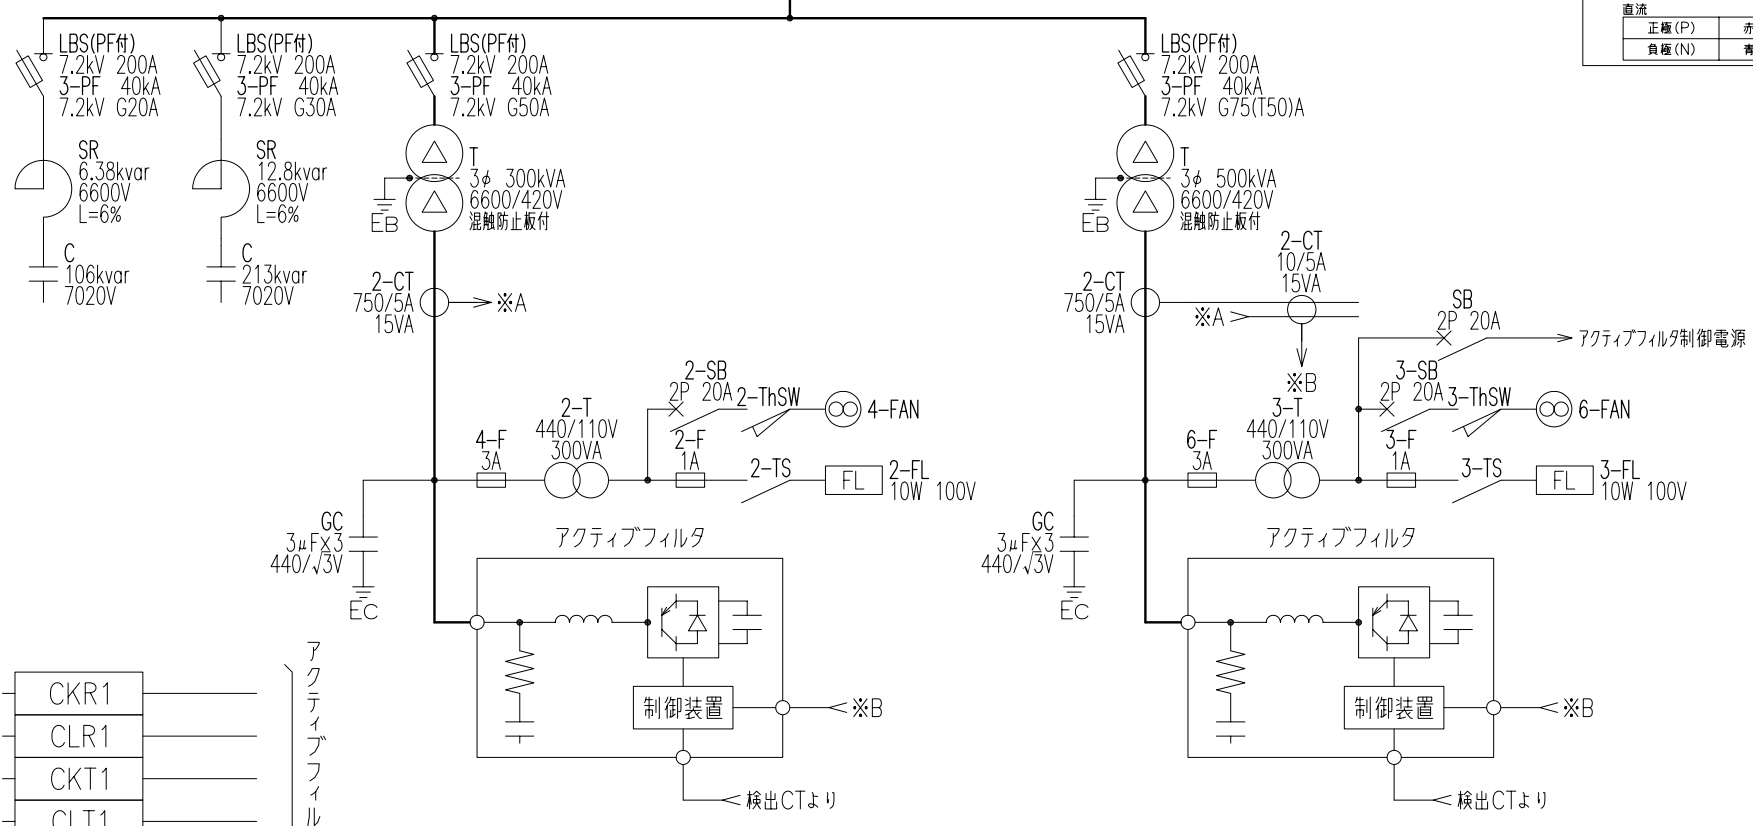 直流
正極(P)
負極(N)
LBS(PF付)
7.2kV 200A
3-PF 40kA
7.2kV G20A
SR
6.38kvar
6600V
L=6%
C
106kvar
7020V
LBS(PF付)
7.2kV 200A
3-PF 40kA
7.2kV G30A
SR
12.8kvar
6600V
L=6%
C
213kvar
7020V
LBS(PF付)
7.2kV 200A
3-PF 40kA
7.2kV G50A
T
3φ 300kVA
6600/420V
混触防止板付
EB
2-CT
750/5A
15VA
※A
2-SB
2P 20A
2-ThSW
4-FAN
2-T
440/110V
300VA
4-F
3A
2-F
1A
2-TS
FL
2-FL
10W 100V
GC
3μF×3
440/√3V
EC
アクティブフィルタ
制御装置
※B
検出CTより
LBS(PF付)
7.2kV 200A
3-PF 40kA
7.2kV G75(T50)A
T
3φ 500kVA
6600/420V
混触防止板付
EB
2-CT
750/5A
15VA
2-CT
10/5A
15VA
※A
※B
SB
2P 20A
アクティブフィルタ制御電源
3-SB
2P 20A
3-ThSW
6-FAN
3-T
440/110V
300VA
6-F
3A
3-F
1A
3-TS
FL
3-FL
10W 100V
GC
3μF×3
440/√3V
EC
アクティブフィルタ
制御装置
※B
検出CTより
CKR1
CLR1
CKT1
CLT1
アクティブフィル